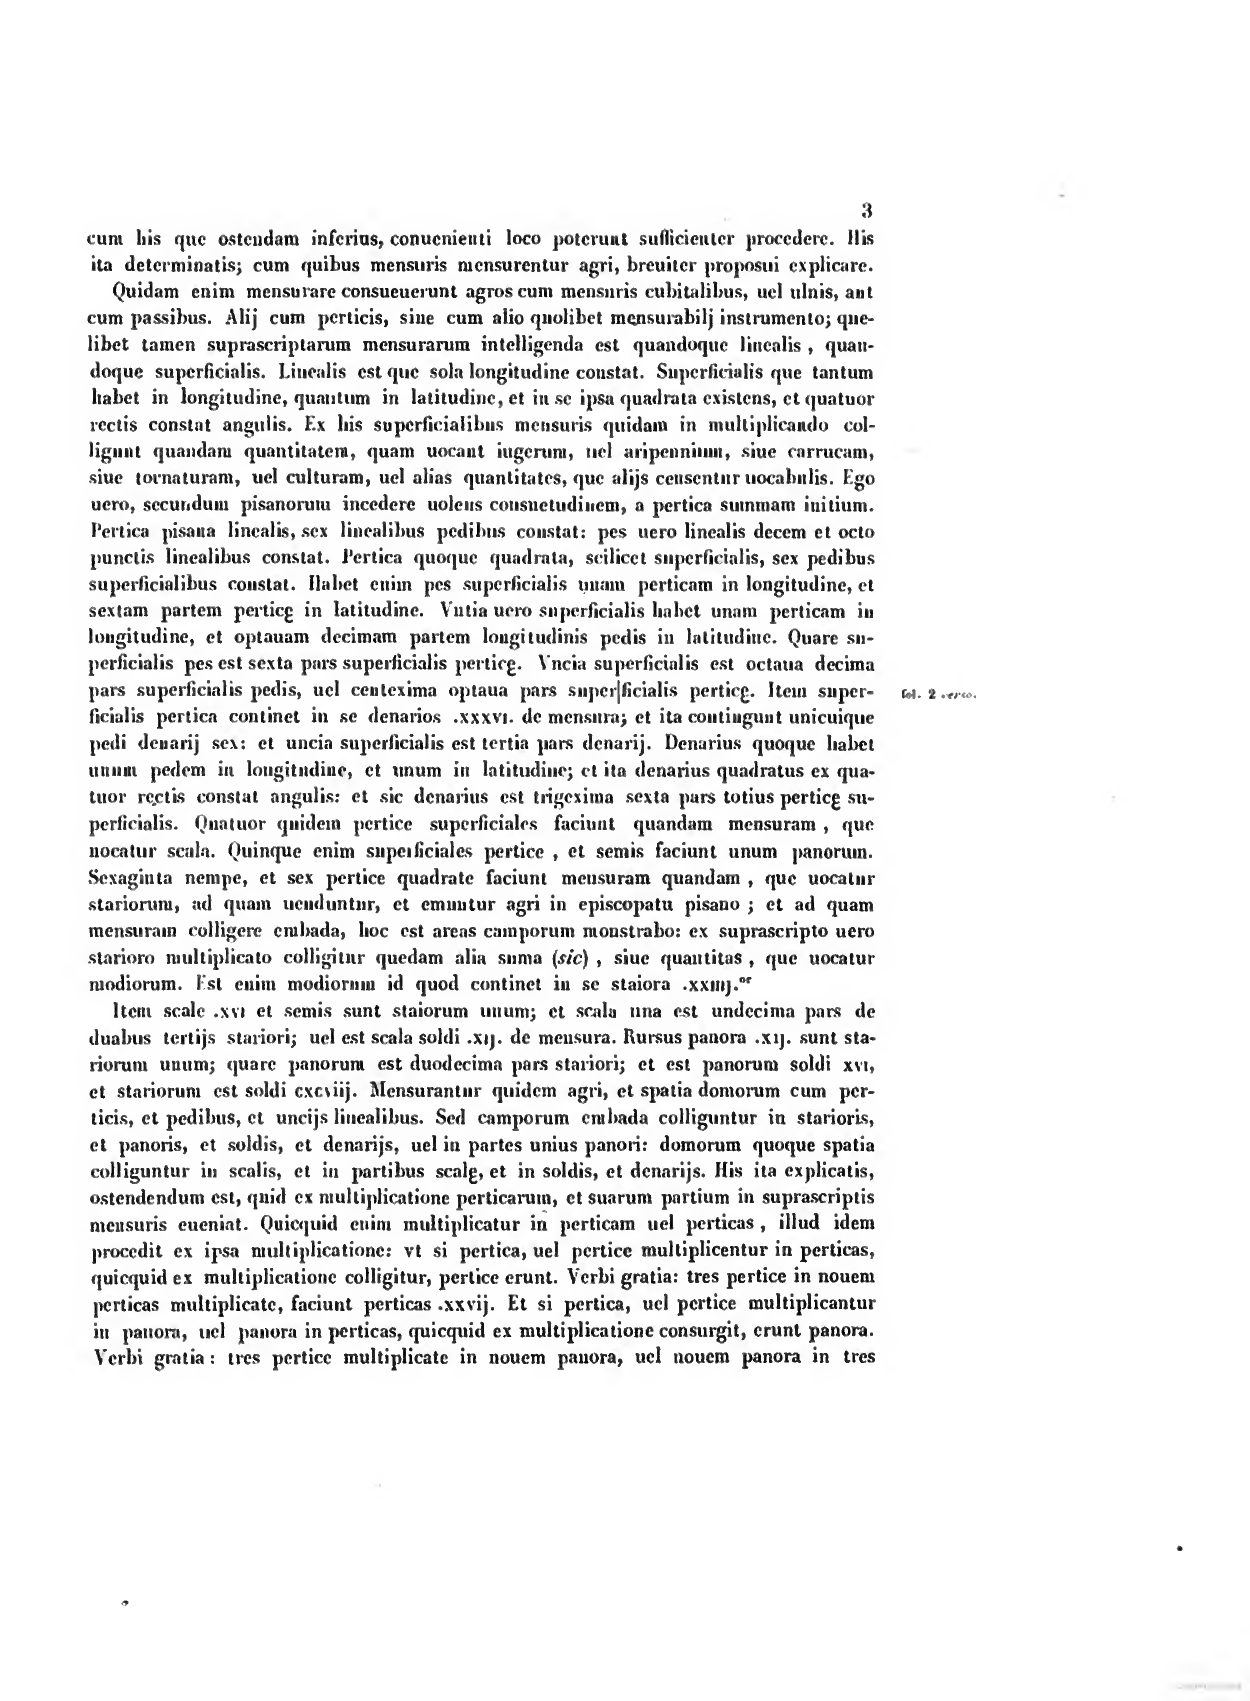 3
cum his que ostendam inferius, conuenienti loco poterunt sufficienter procedere. His
ita determinatis; cum quibus mensuris mensurentur agri, breuiter proposui explicare.
Quidam enim mensurare consueuerunt agros cum mensuris cubitalibus, uel ulnis, aut
cum passibus. Alij cum perticis, siue cum alio quolibet mensurabilj instrumento; que-
libet tamen suprascriptarum mensurarum intelligenda est quandoque linealis , quan-
doque superficialis. Linealis est que sola longitudine constat. Superficialis que tantum
habet in longitudine, quantum in latitudine, et in se ipsa quadrata existens, et quatuor
rectis constat angulis. Ex his superficialibus mensuris quidam in multiplicando col-
ligunt quandam quantitatem, quam uocant iugerum, uel aripennium, siue carrucam,
siue tornaturam, uel culturam, uel alias quantitates, que alijs censentur uocabulis. Ego
uero, secundum pisanorum incedere uolens consuetudinem, a pertica summam initium.
Pertica pisana linealis, sex linealibus pedibus constat: pes uero linealis decem et octo
punctis linealibus constat. Pertica quoque quadrata, scilicet superficialis, sex pedibus
superficialibus constat. Habet enim pes superficialis unam perticam in longitudine, et
sextam partem perticę in latitudine. Vntia uero superficialis habet unam perticam in
longitudine, et optauam decimam partem longitudinis pedis in latitudine. Quare su-
perficialis pes est sexta pars superficialis perticę. Vncia superficialis est octaua decima
pars superficialis pedis, uel centexima optaua pars super|ficialis perticę. Item super-
fol. 2 verso.
ficialis pertica continet in se denarios .xxxvi. de mensura; et ita contingunt unicuique
pedi denarij sex: et uncia superficialis est tertia pars denarij. Denarius quoque habet
unum pedem in longitudine, et unum in latitudine; et ita denarius quadratus ex qua-
tuor rectis constat angulis: et sic denarius est trigexima sexta pars totius perticę su-
perficialis. Quatuor quidem pertice superficiales faciunt quandam mensuram , que
uocatur scala. Quinque enim superficiales pertice , et semis faciunt unum panorum.
Sexaginta nempe, et sex pertice quadrate faciunt mensuram quandam , que uocatur
stariorum, ad quam uenduntur, et emuntur agri in episcopatu pisano ; et ad quam
mensuram colligere embada, hoc est areas camporum monstrabo: ex suprascripto uero
starioro multiplicato colligitur quedam alia suma (sic) , siue quantitas , que uocatur
modiorum. Est enim modiorum id quod continet in se staiora .xxiiij.or
Item scale .xvi et semis sunt staiorum unum; et scala una est undecima pars de
duabus tertijs stariori; uel est scala soldi .xij. de mensura. Rursus panora .xij. sunt sta-
riorum unum; quare panorum est duodecima pars stariori; et est panorum soldi xvi,
et stariorum est soldi cxcviij. Mensurantur quidem agri, et spatia domorum cum per-
ticis, et pedibus, et uncijs linealibus. Sed camporum embada colliguntur in starioris,
et panoris, et soldis, et denarijs, uel in partes unius panori: domorum quoque spatia
colliguntur in scalis, et in partibus scalę, et in soldis, et denarijs. His ita explicatis,
ostendendum est, quid ex multiplicatione perticarum, et suarum partium in suprascriptis
mensuris eueniat. Quicquid enim multiplicatur in perticam uel perticas , illud idem
procedit ex ipsa multiplicatione: vt si pertica, uel pertice multiplicentur in perticas,
quicquid ex multiplicatione colligitur, pertice erunt. Verbi gratia: tres pertice in nouem
perticas multiplicate, faciunt perticas .xxvij. Et si pertica, uel pertice multiplicantur
in panora, uel panora in perticas, quicquid ex multiplicatione consurgit, erunt panora.
Verbi gratia : tres pertice multiplicate in nouem panora, uel nouem panora in tres